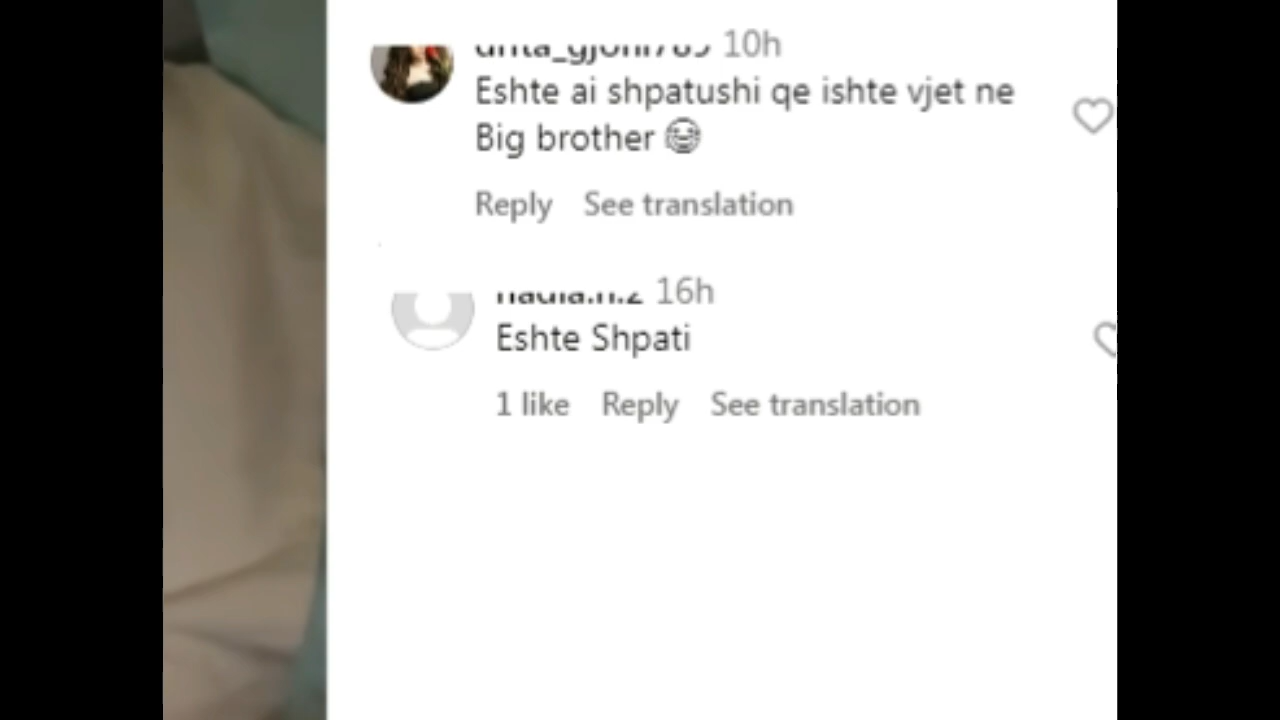 10h
Eshte ai shpatushi qe ishte vjet ne
Big brother 😂
Reply See translation
16h
Eshte Shpati
1 like Reply See translation